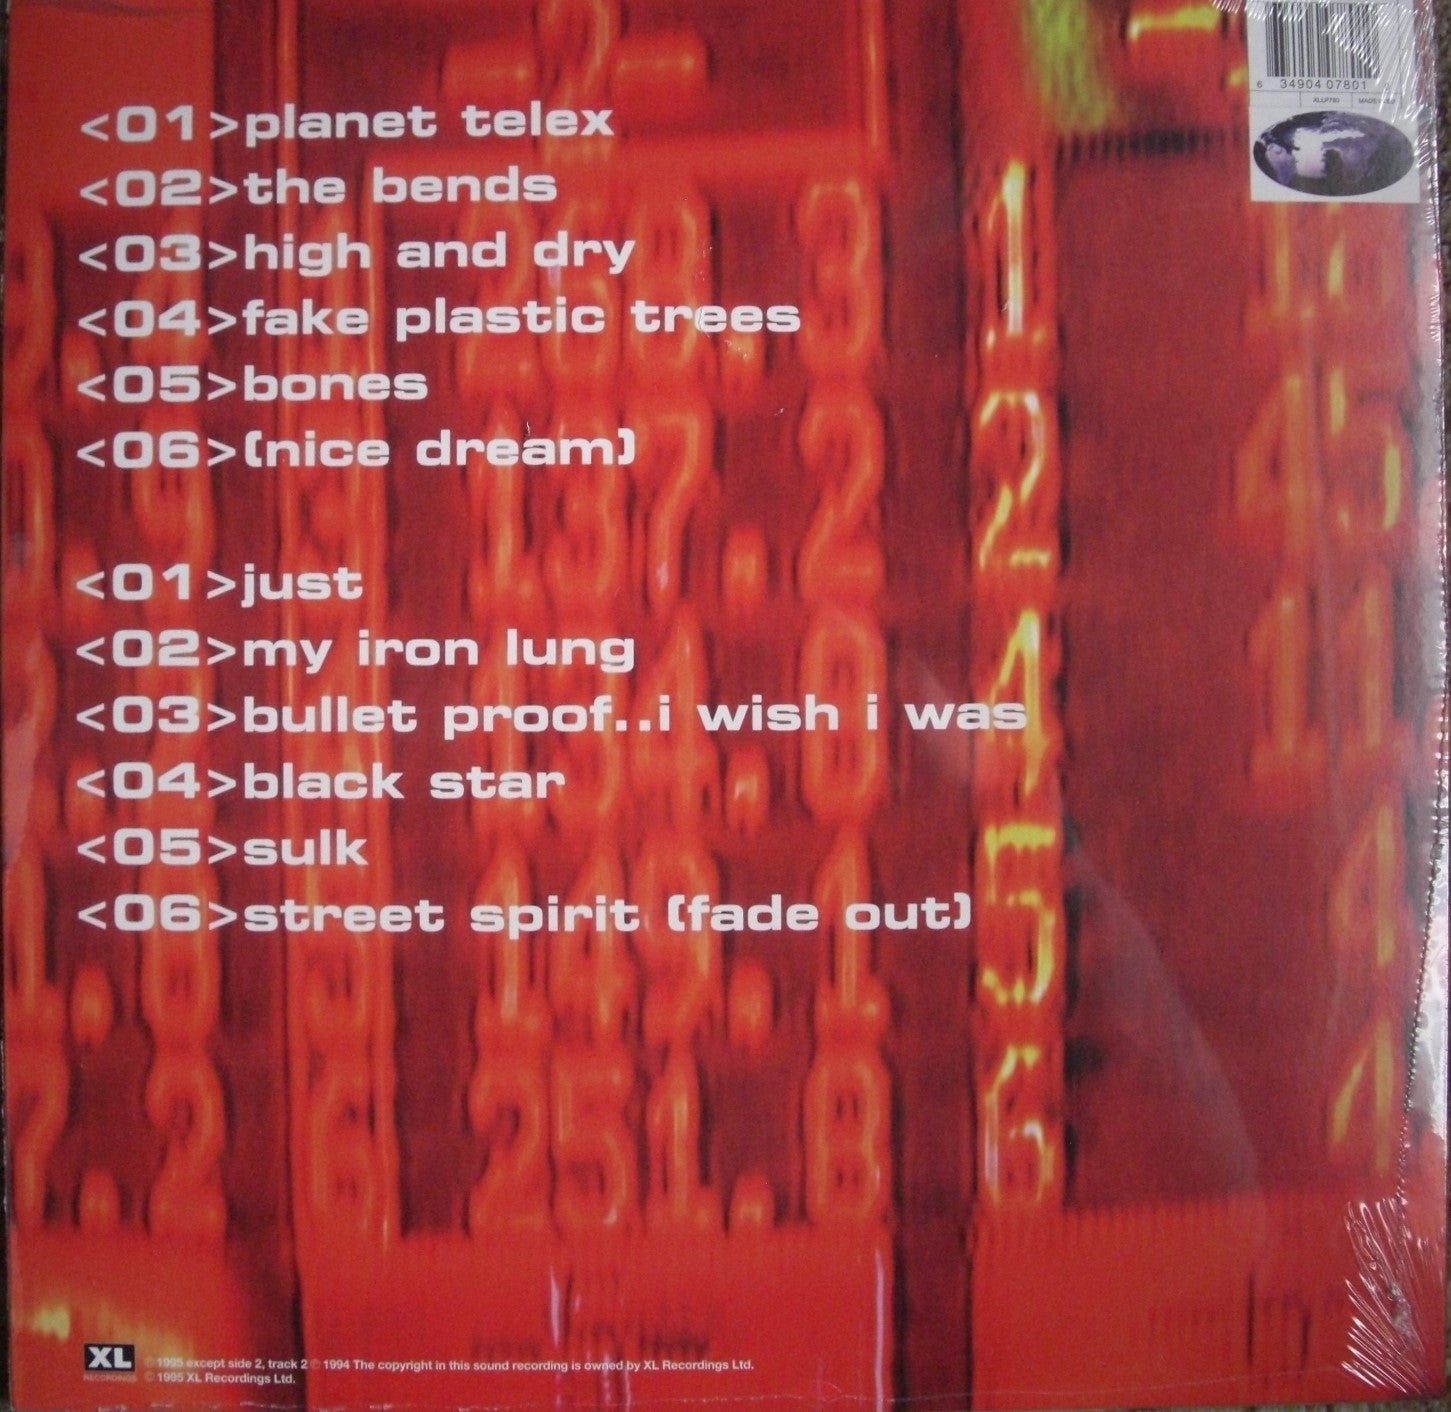 6 34904 07801
XLLP780
<01>planet telex
<02>the bends
<03>high and dry
<04>fake plastic trees
<05>bones
<06>(nice dream)
<01>just
<02>my iron lung
<03>bullet proof..i wish i was
<04>black star
<05>sulk
<06>street spirit (fade out)
XL
RECORDINGS
℗ 1995 except side 2, track 2 ℗ 1994 The copyright in this sound recording is owned by XL Recordings Ltd.
© 1995 XL Recordings Ltd.